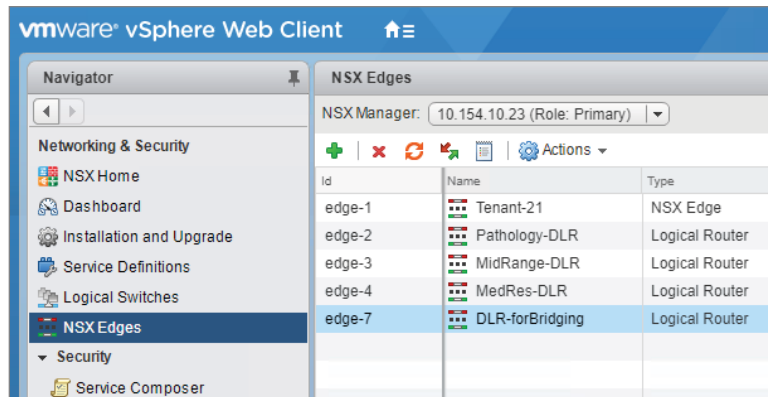 vmware® vSphere Web Client
Navigator
Networking & Security
NSX Home
Dashboard
Installation and Upgrade
Service Definitions
Logical Switches
NSX Edges
Security
Service Composer
NSX Edges
NSX Manager: 10.154.10.23 (Role: Primary)
Actions
Id Name Type
edge-1 Tenant-21 NSX Edge
edge-2 Pathology-DLR Logical Router
edge-3 MidRange-DLR Logical Router
edge-4 MedRes-DLR Logical Router
edge-7 DLR-forBridging Logical Router